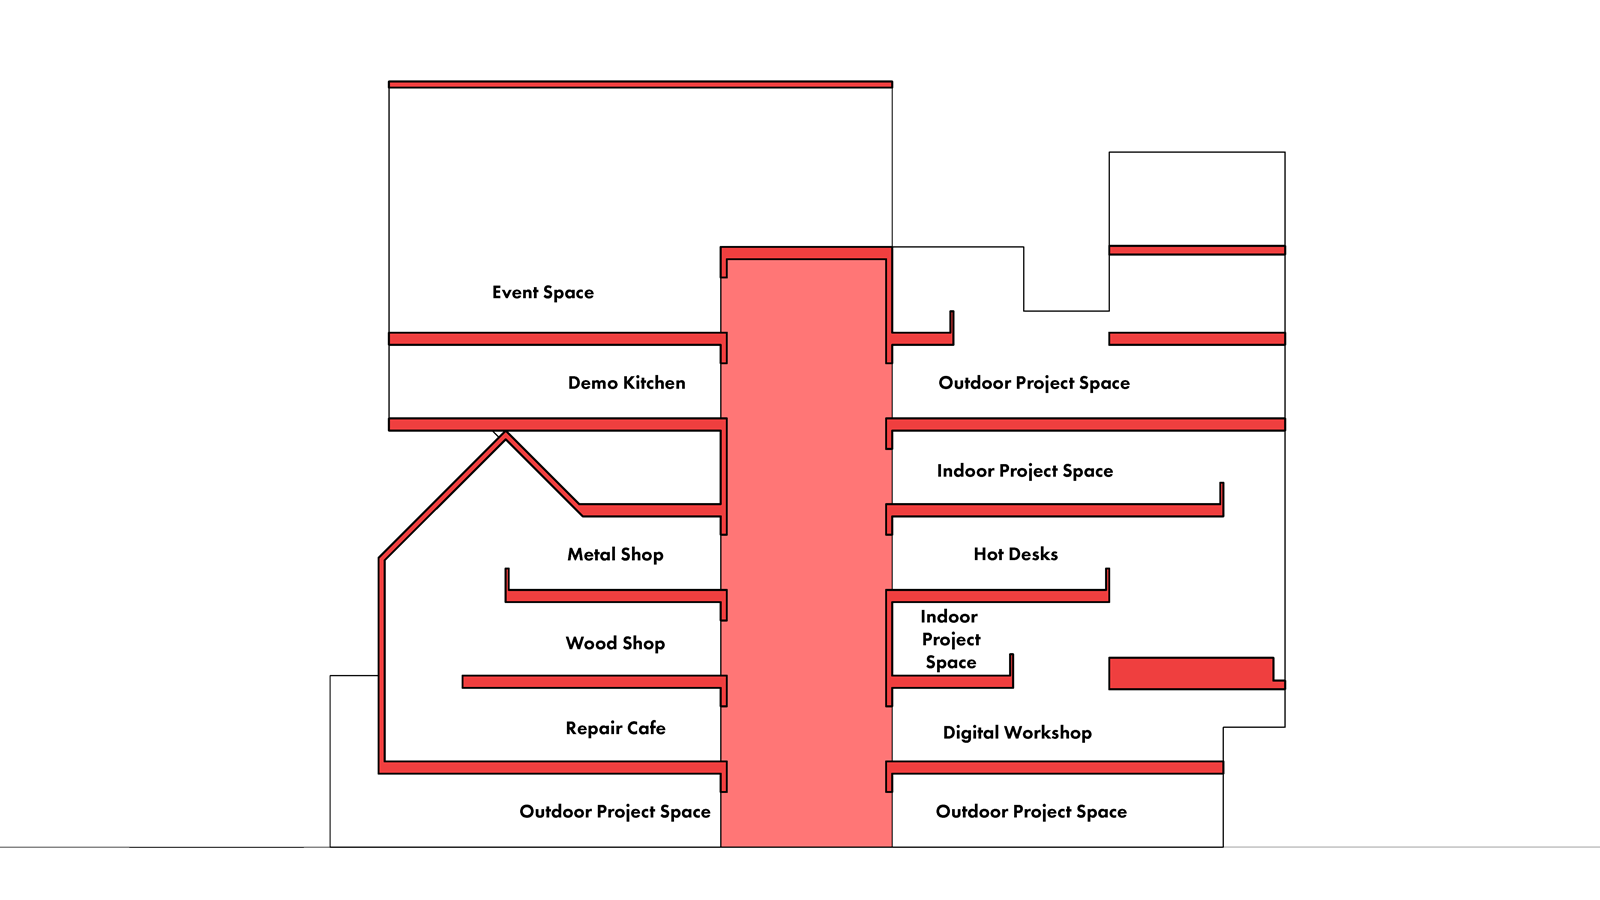 Event Space
Demo Kitchen
Outdoor Project Space
Indoor Project Space
Metal Shop
Hot Desks
Indoor
Project
Space
Wood Shop
Repair Cafe
Digital Workshop
Outdoor Project Space
Outdoor Project Space